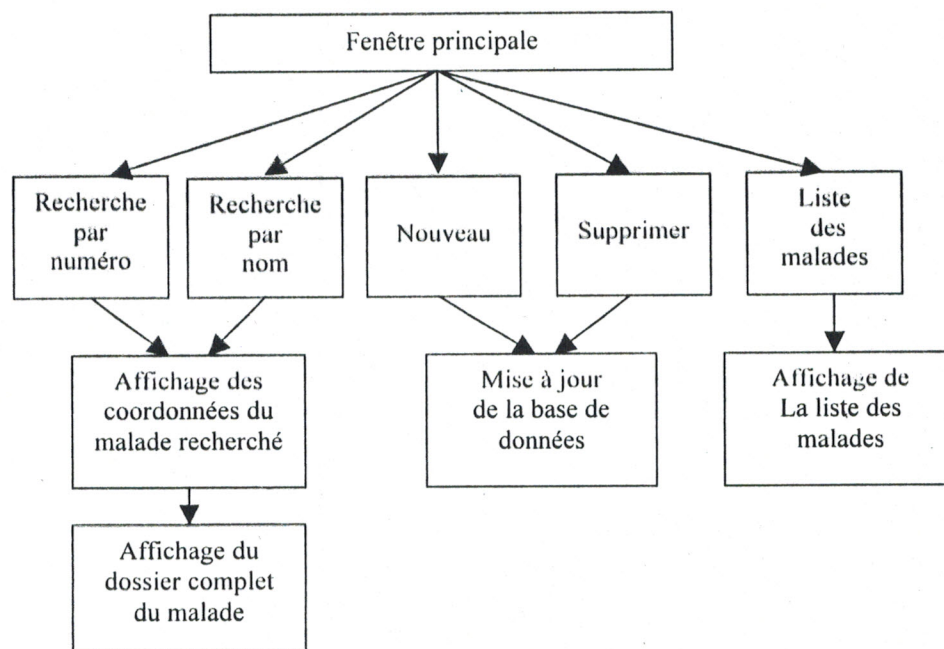 Fenêtre principale
Recherche
par
numéro
Recherche
par
nom
Nouveau
Supprimer
Liste
des
malades
Affichage des
coordonnées du
malade recherché
Mise à jour
de la base de
données
Affichage de
La liste des
malades
Affichage du
dossier complet
du malade